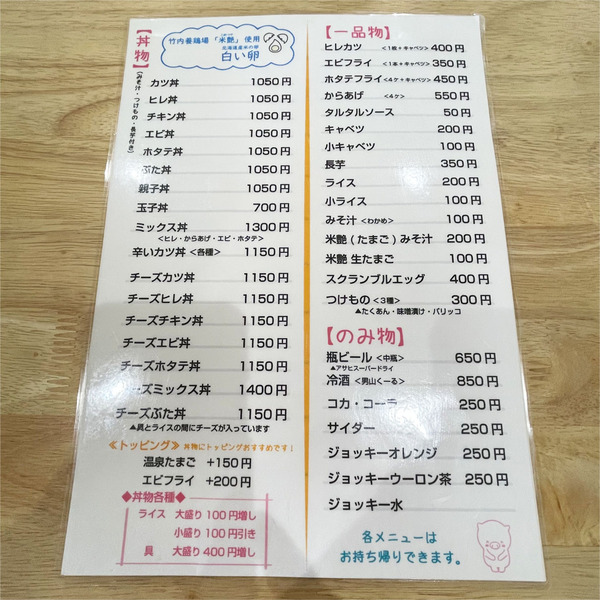 【丼物】
(みそ汁・つけもの・長芋付き)
竹内養鶏場「米艶」使用
北海道産米の卵
白い卵
カツ丼 1050円
ヒレ丼 1050円
チキン丼 1050円
エビ丼 1050円
ホタテ丼 1050円
ぶた丼 1050円
親子丼 1050円
玉子丼 700円
ミックス丼 1300円
<ヒレ・からあげ・エビ・ホタテ>
辛いカツ丼 <各種> 1150円
チーズカツ丼 1150円
チーズヒレ丼 1150円
チーズチキン丼 1150円
チーズエビ丼 1150円
チーズホタテ丼 1150円
ーズミックス丼 1400円
チーズぶた丼 1150円
▲具とライスの間にチーズが入っています
≪トッピング≫ 丼物にトッピングおすすめです!
温泉たまご +150円
エビフライ +200円
◆丼物各種◆
ライス 大盛り 100円増し
小盛り 100円引き
具 大盛り 400円増し
【一品物】
ヒレカツ <1枚+キャベツ> 400円
エビフライ <1本+キャベツ> 350円
ホタテフライ <4ケ+キャベツ> 450円
からあげ <4ケ> 550円
タルタルソース 50円
キャベツ 200円
小キャベツ 100円
長芋 350円
ライス 200円
小ライス 100円
みそ汁 <わかめ> 100円
米艶(たまご)みそ汁 200円
米艶 生たまご 100円
スクランブルエッグ 400円
つけもの <3種> 300円
▲たくあん・味噌漬け・パリッコ
【のみ物】
瓶ビール <中瓶> 650円
▲アサヒスーパードライ
冷酒 <男山くーる> 850円
コカ・コーラ 250円
サイダー 250円
ジョッキーオレンジ 250円
ジョッキーウーロン茶 250円
ジョッキー水
各メニューは
お持ち帰りできます。